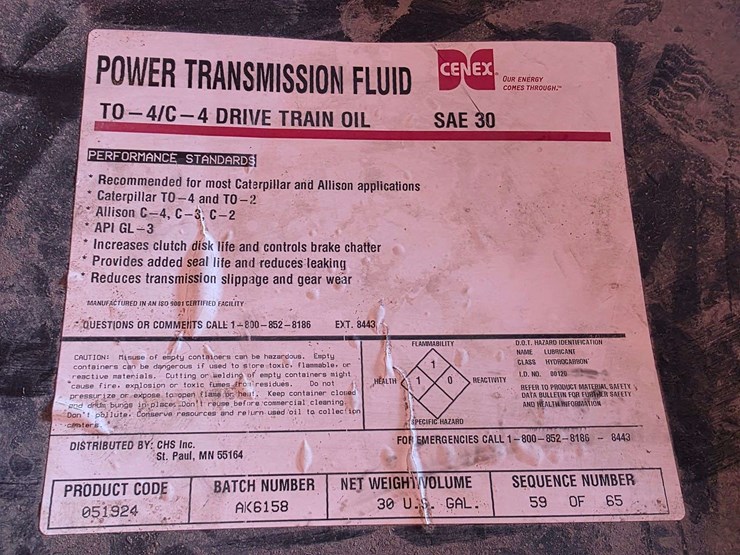 POWER TRANSMISSION FLUID
CENEX
OUR ENERGY
COMES THROUGH.™
TO-4/C-4 DRIVE TRAIN OIL SAE 30
PERFORMANCE STANDARDS
* Recommended for most Caterpillar and Allison applications
* Caterpillar TO-4 and TO-2
* Allison C-4, C-3, C-2
* API GL-3
* Increases clutch disk life and controls brake chatter
* Provides added seal life and reduces leaking
* Reduces transmission slippage and gear wear
MANUFACTURED IN AN ISO 9001 CERTIFIED FACILITY
QUESTIONS OR COMMENTS CALL 1-800-852-8186 EXT. 8443
CAUTION: Misuse of empty containers can be hazardous. Empty
containers can be dangerous if used to store toxic, flammable, or
reactive materials. Cutting or welding of empty containers might
cause fire, explosion or toxic fumes from residues. Do not
pressurize or expose to open flame or heat. Keep container closed
and drum bungs in place. Don't reuse before commercial cleaning.
Don't pollute. Conserve resources and return used oil to collection
centers.
FLAMMABILITY
1
HEALTH 1 0 REACTIVITY
SPECIFIC HAZARD
D.O.T. HAZARD IDENTIFICATION
NAME LUBRICANT
CLASS HYDROCARBON
I.D. NO. 80120
REFER TO PRODUCT MATERIAL SAFETY
DATA BULLETIN FOR FURTHER SAFETY
AND HEALTH INFORMATION
DISTRIBUTED BY: CHS Inc.
St. Paul, MN 55164
FOR EMERGENCIES CALL 1-800-852-8186 - 8443
PRODUCT CODE
051924
BATCH NUMBER
AK6158
NET WEIGHT/VOLUME
30 U.S. GAL.
SEQUENCE NUMBER
59 OF 65